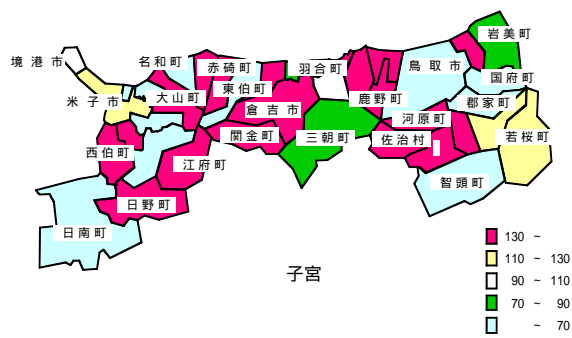 岩美町
境港市
名和町
赤碕町
羽合町
鳥取市
国府町
東伯町
米子市
大山町
鹿野町
郡家町
倉吉市
河原町
関金町
三朝町
佐治村
若桜町
西伯町
江府町
智頭町
日野町
日南町
子宮
130 ~
110 ~ 130
90 ~ 110
70 ~ 90
~ 70